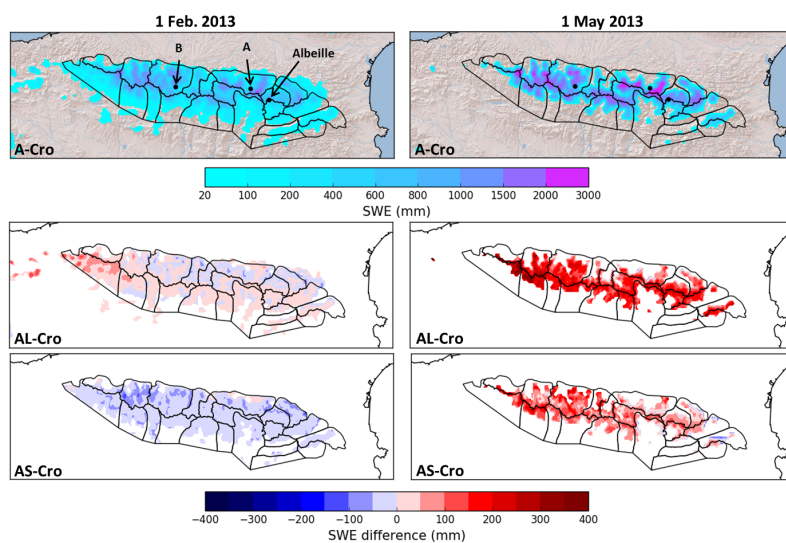 1 Feb. 2013
1 May 2013
B
A
Albeille
A-Cro
A-Cro
20 100 200 400 600 800 1000 1500 2000 3000
SWE (mm)
AL-Cro
AL-Cro
AS-Cro
AS-Cro
−400 −300 −200 −100 0 100 200 300 400
SWE difference (mm)